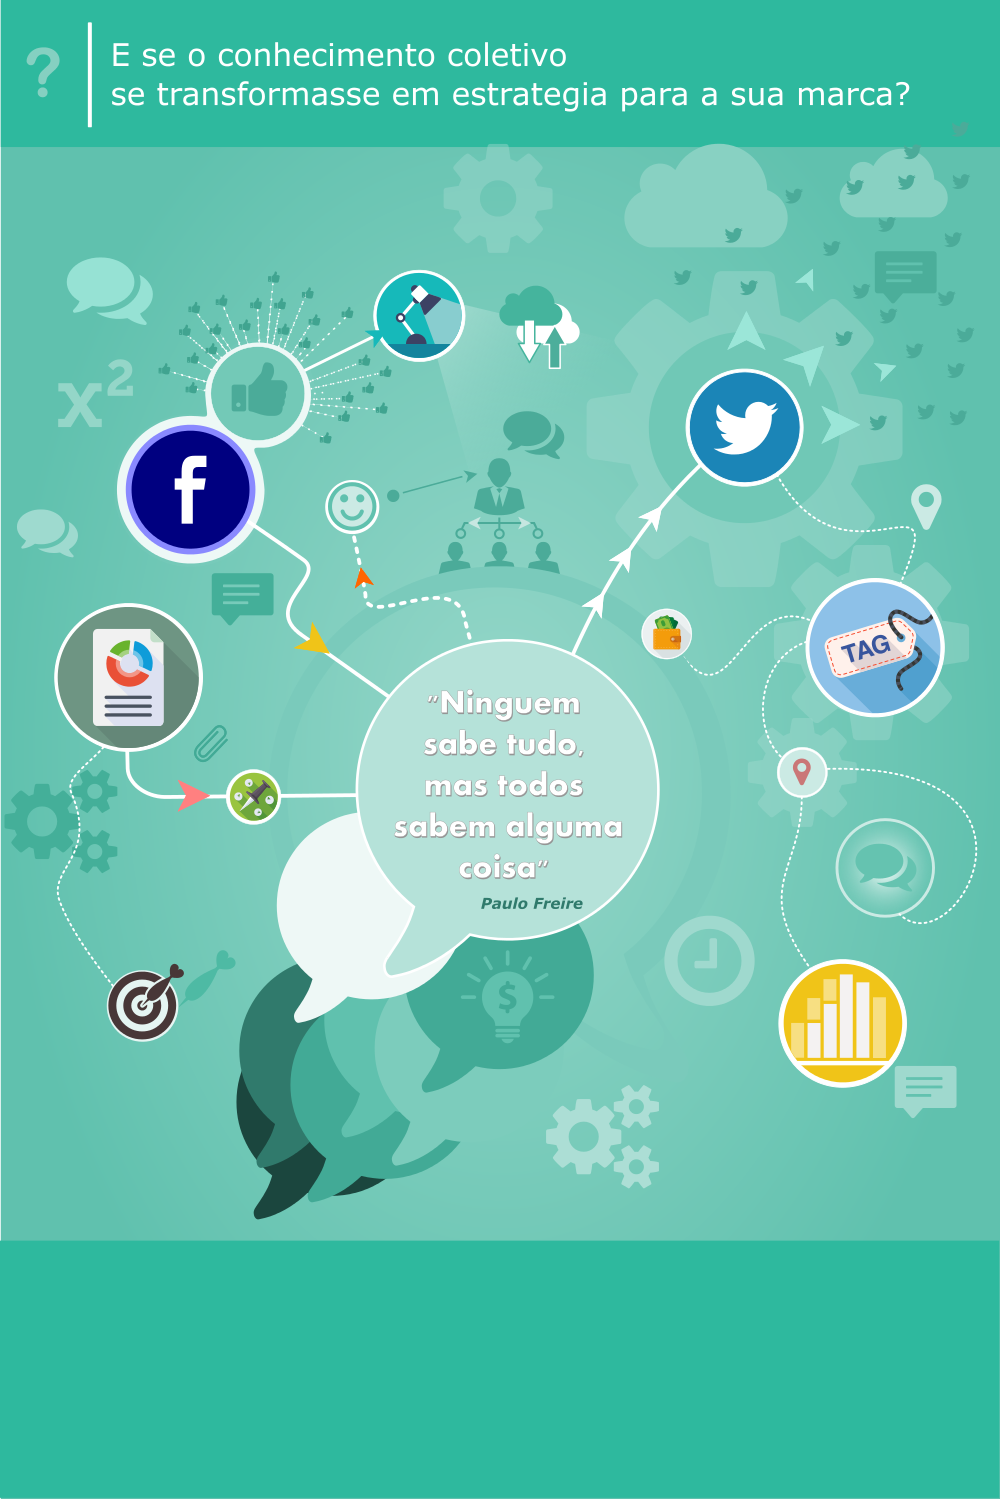 ?
E se o conhecimento coletivo
se transformasse em estrategia para a sua marca?
x²
f
TAG
"Ninguem
sabe tudo,
mas todos
sabem alguma
coisa"
Paulo Freire
$